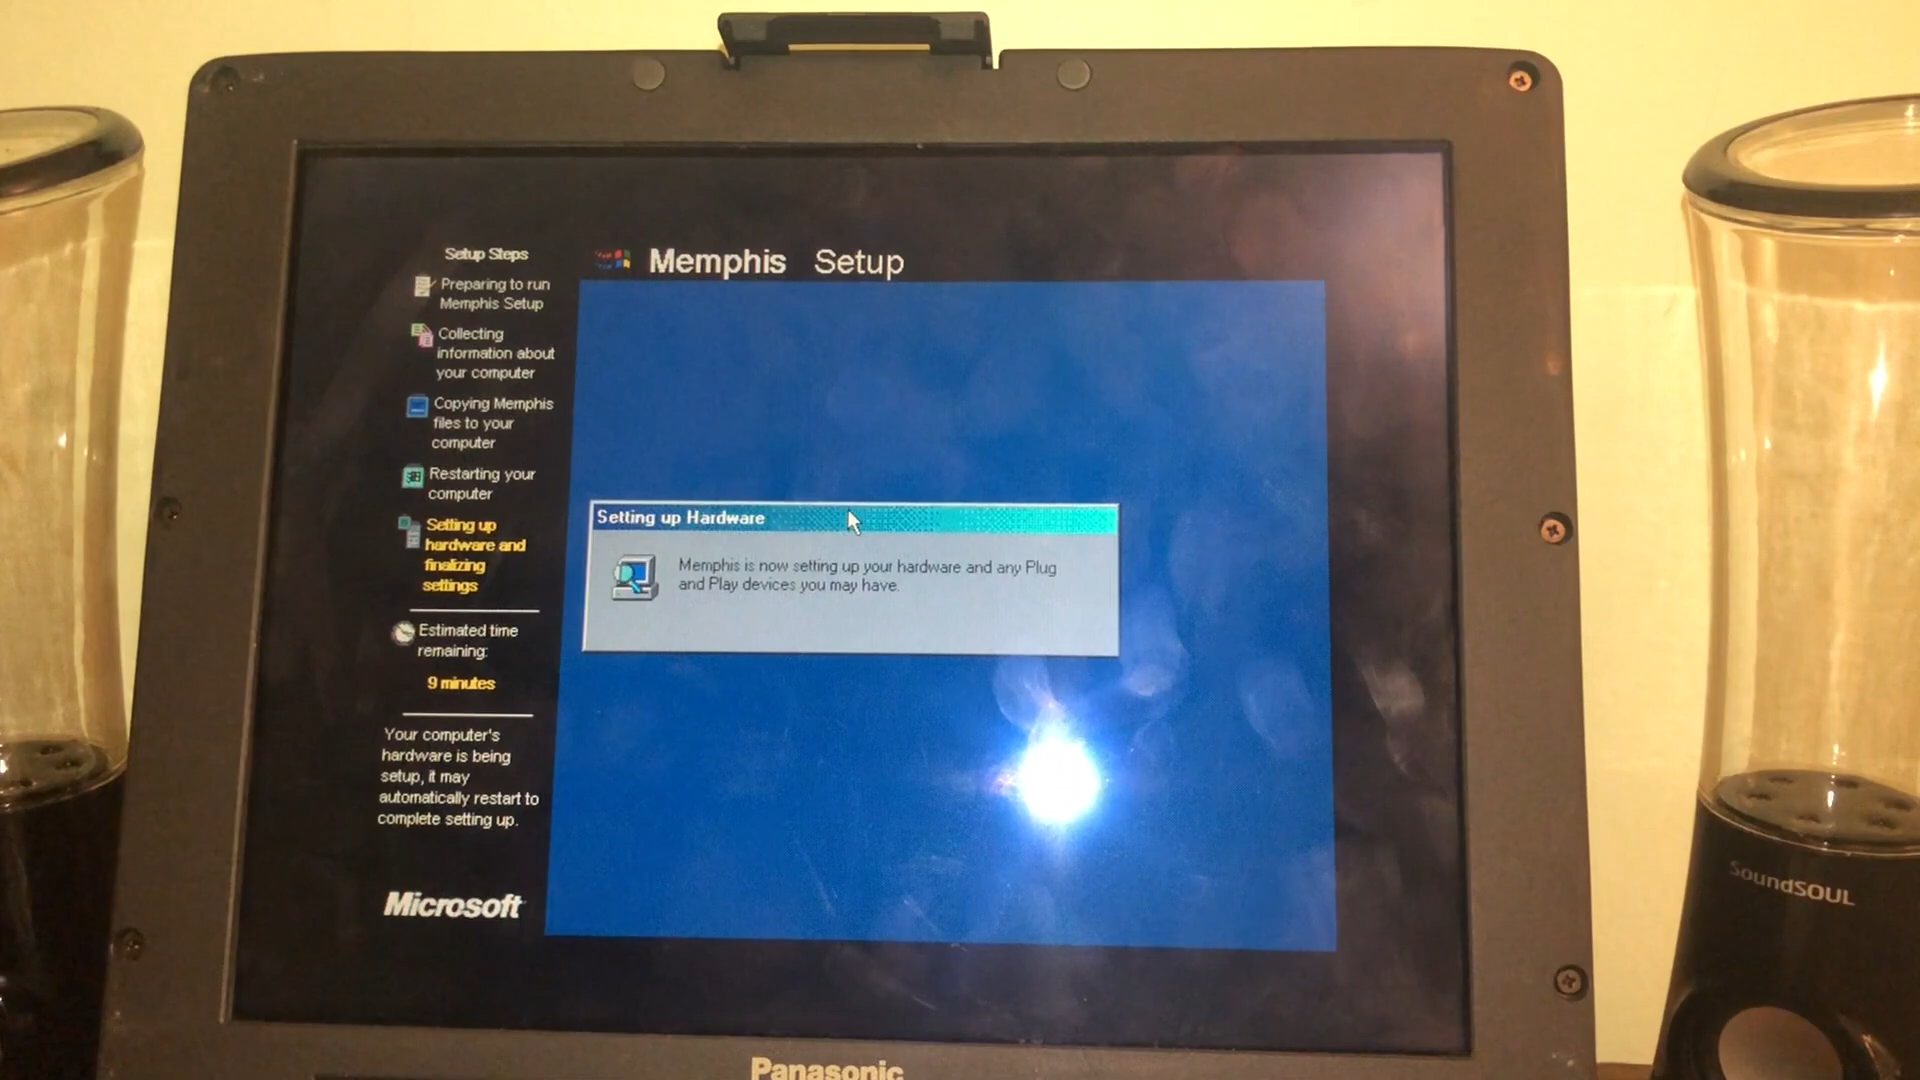 Setup Steps
Preparing to run
Memphis Setup
Collecting
information about
your computer
Copying Memphis
files to your
computer
Restarting your
computer
Setting up
hardware and
finalizing
settings
Estimated time
remaining:
9 minutes
Your computer's
hardware is being
setup, it may
automatically restart to
complete setting up.
Microsoft
Memphis Setup
Setting up Hardware
Memphis is now setting up your hardware and any Plug
and Play devices you may have.
SoundSOUL
Panasonic